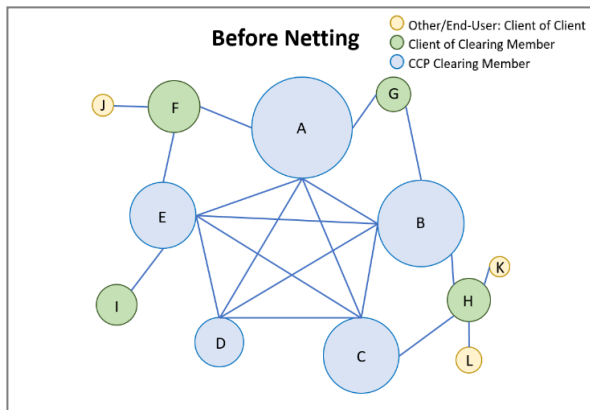 Before Netting
Other/End-User: Client of Client
Client of Clearing Member
CCP Clearing Member
J
F
A
G
E
B
K
I
H
D
C
L